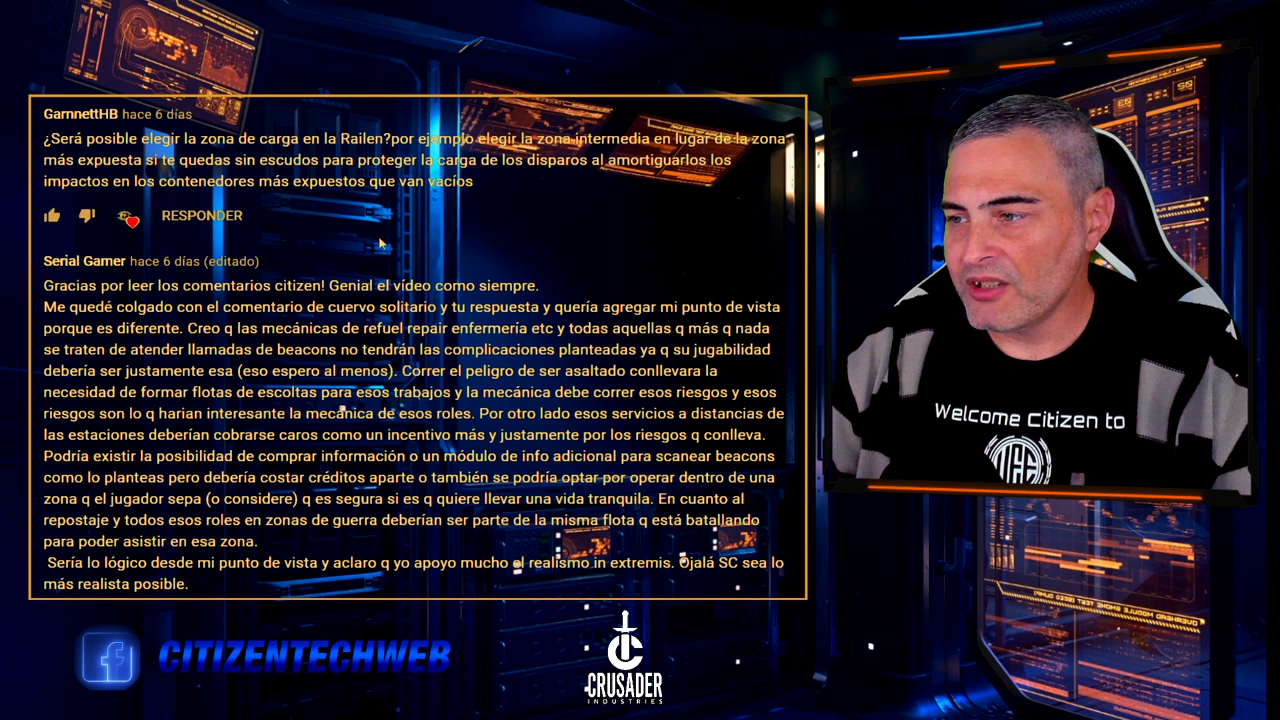 GarnnettHB hace 6 días
¿Será posible elegir la zona de carga en la Railen?por ejemplo elegir la zona intermedia en lugar de la zona
más expuesta si te quedas sin escudos para proteger la carga de los disparos al amortiguarlos los
impactos en los contenedores más expuestos que van vacíos
RESPONDER
Serial Gamer hace 6 días (editado)
Gracias por leer los comentarios citizen! Genial el vídeo como siempre.
Me quedé colgado con el comentario de cuervo solitario y tu respuesta y quería agregar mi punto de vista
porque es diferente. Creo q las mecánicas de refuel repair enfermería etc y todas aquellas q más q nada
se traten de atender llamadas de beacons no tendrán las complicaciones planteadas ya q su jugabilidad
debería ser justamente esa (eso espero al menos). Correr el peligro de ser asaltado conllevara la
necesidad de formar flotas de escoltas para esos trabajos y la mecánica debe correr esos riesgos y esos
riesgos son lo q harian interesante la mecánica de esos roles. Por otro lado esos servicios a distancias de
las estaciones deberían cobrarse caros como un incentivo más y justamente por los riesgos q conlleva.
Podría existir la posibilidad de comprar información o un módulo de info adicional para scanear beacons
como lo planteas pero debería costar créditos aparte o también se podría optar por operar dentro de una
zona q el jugador sepa (o considere) q es segura si es q quiere llevar una vida tranquila. En cuanto al
repostaje y todos esos roles en zonas de guerra deberían ser parte de la misma flota q está batallando
para poder asistir en esa zona.
Sería lo lógico desde mi punto de vista y aclaro q yo apoyo mucho el realismo in extremis. Ojalá SC sea lo
más realista posible.
Welcome Citizen to
CITIZENTECHWEB
CRUSADER
INDUSTRIES